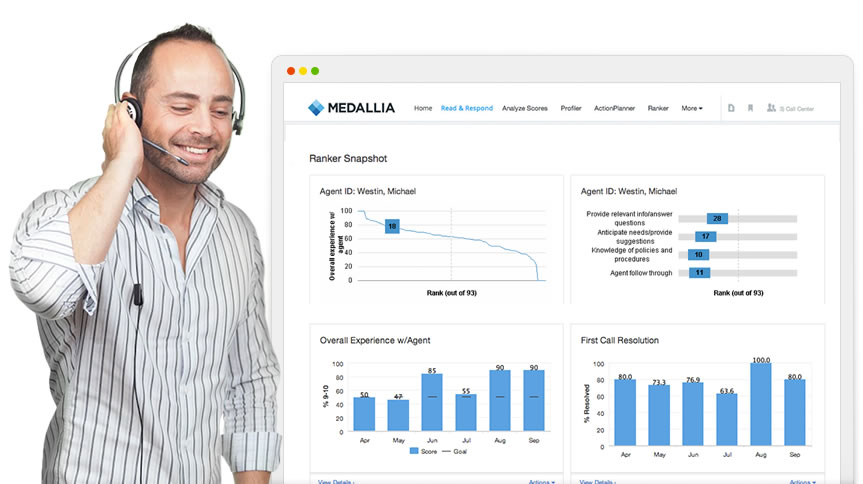 MEDALLIA Home Read & Respond Analyze Scores Profiler ActionPlanner Ranker More Call Center
Ranker Snapshot
Agent ID: Westin, Michael
Overall experience w/
agent
100
80
60
40
20
0
18
Rank (out of 93)
Agent ID: Westin, Michael
Provide relevant info/answer
questions
28
Anticipate needs/provide
suggestions
17
Knowledge of policies and
procedures
10
Agent follow through
11
Rank (out of 93)
Overall Experience w/Agent
% 9-10
100
80
60
40
20
0
50 47 85 55 90 90
Apr May Jun Jul Aug Sep
Score Goal
View Details
Actions
First Call Resolution
% Resolved
100
80
60
40
20
0
80.0 73.3 76.9 63.6 100.0 80.0
Apr May Jun Jul Aug Sep
View Details
Actions